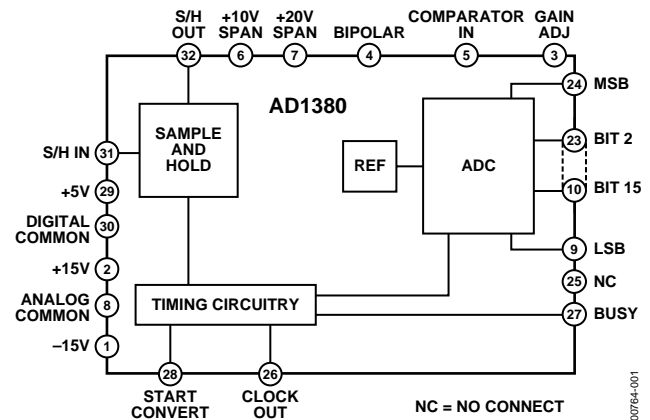 S/H
OUT
+10V
SPAN
+20V
SPAN
BIPOLAR
COMPARATOR
IN
GAIN
ADJ
32
6
7
4
5
3
AD1380
24 MSB
SAMPLE
AND
HOLD
REF
ADC
23 BIT 2
S/H IN 31
+5V 29
10 BIT 15
DIGITAL
COMMON
30
9 LSB
+15V 2
25 NC
ANALOG
COMMON
8
TIMING CIRCUITRY
27 BUSY
–15V 1
28
26
START
CONVERT
CLOCK
OUT
NC = NO CONNECT
00764-001